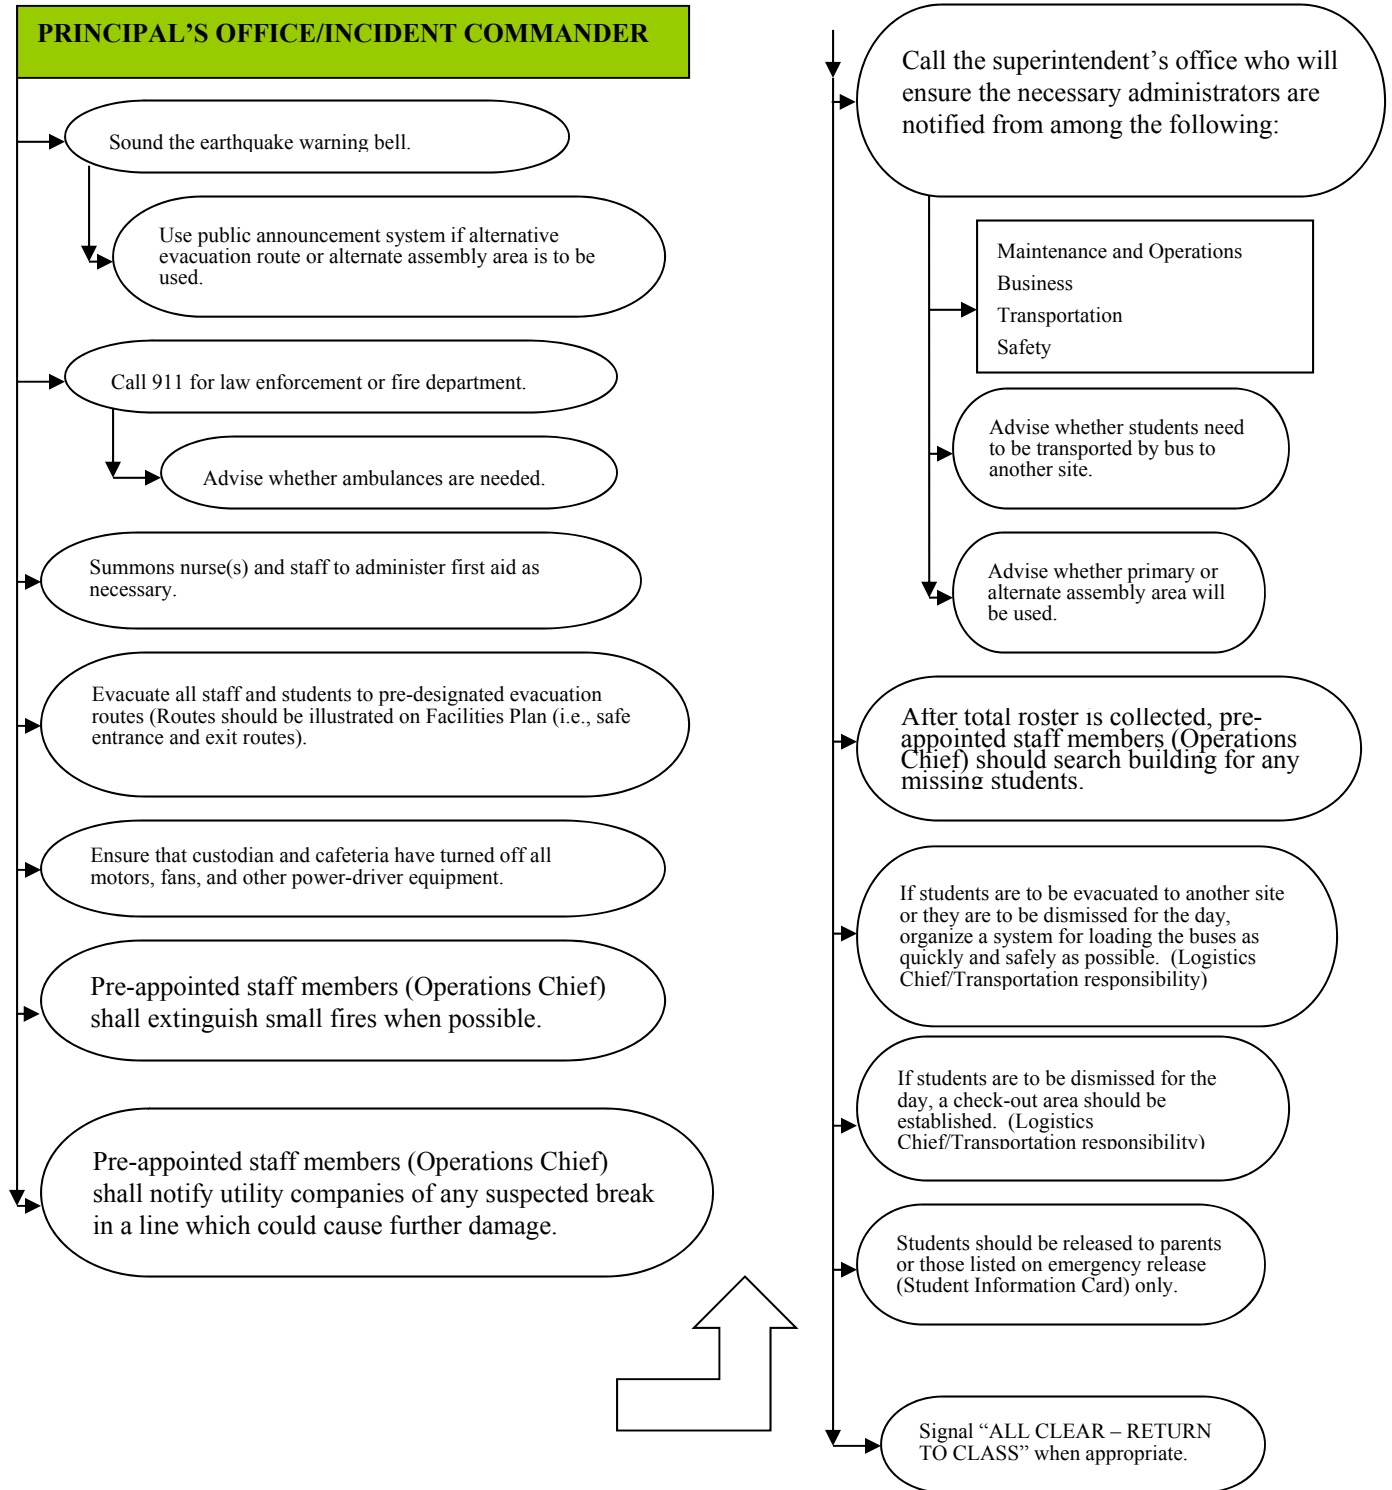 PRINCIPAL’S OFFICE/INCIDENT COMMANDER
Sound the earthquake warning bell.
Use public announcement system if alternative
evacuation route or alternate assembly area is to be
used.
Call 911 for law enforcement or fire department.
Advise whether ambulances are needed.
Summons nurse(s) and staff to administer first aid as
necessary.
Evacuate all staff and students to pre-designated evacuation
routes (Routes should be illustrated on Facilities Plan (i.e., safe
entrance and exit routes).
Ensure that custodian and cafeteria have turned off all
motors, fans, and other power-driver equipment.
Pre-appointed staff members (Operations Chief)
shall extinguish small fires when possible.
Pre-appointed staff members (Operations Chief)
shall notify utility companies of any suspected break
in a line which could cause further damage.
Call the superintendent’s office who will
ensure the necessary administrators are
notified from among the following:
Maintenance and Operations
Business
Transportation
Safety
Advise whether students need
to be transported by bus to
another site.
Advise whether primary or
alternate assembly area will
be used.
After total roster is collected, pre-
appointed staff members (Operations
Chief) should search building for any
missing students.
If students are to be evacuated to another site
or they are to be dismissed for the day,
organize a system for loading the buses as
quickly and safely as possible.  (Logistics
Chief/Transportation responsibility)
If students are to be dismissed for the
day, a check-out area should be
established.  (Logistics
Chief/Transportation responsibility)
Students should be released to parents
or those listed on emergency release
(Student Information Card) only.
Signal “ALL CLEAR – RETURN
TO CLASS” when appropriate.